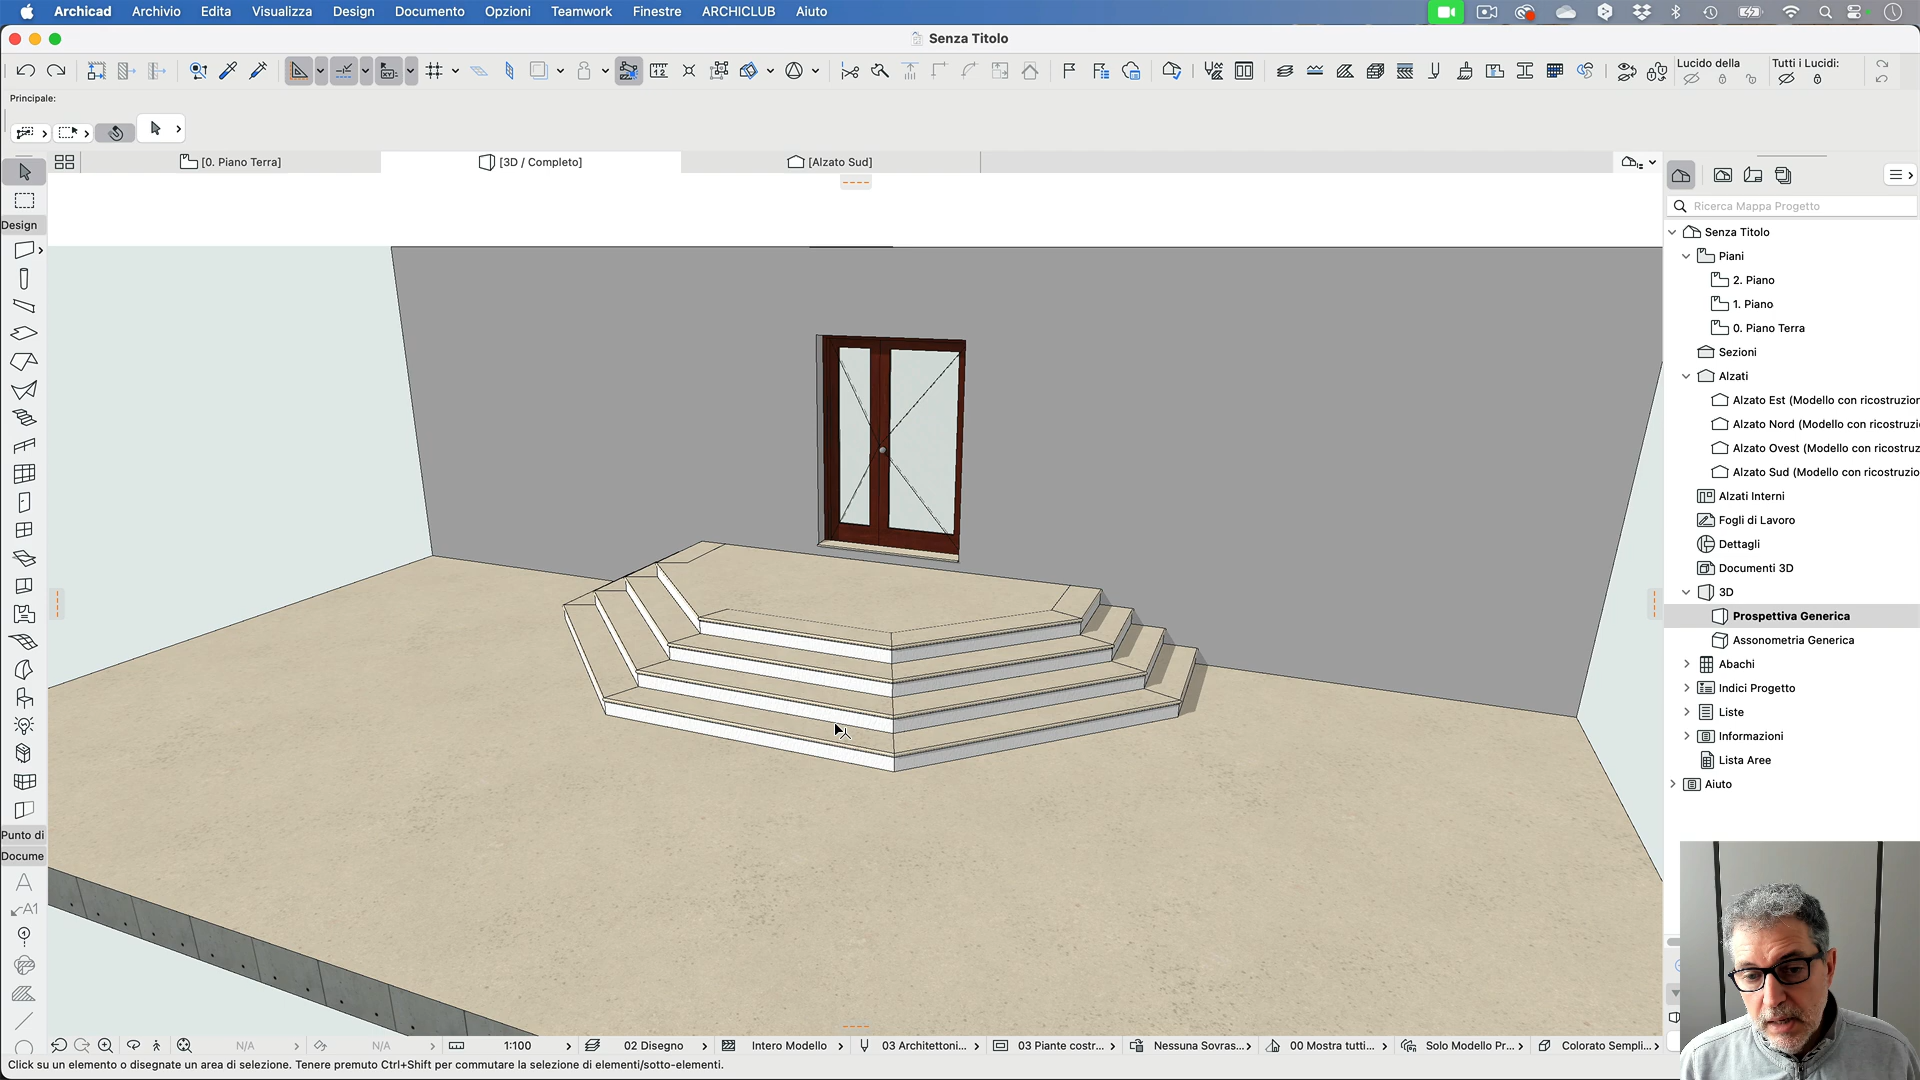 Archicad Archivio Edita Visualizza Design Documento Opzioni Teamwork Finestre ARCHICLUB Aiuto
Senza Titolo
Lucido della
Tutti i Lucidi:
Principale:
[0. Piano Terra]
[3D / Completo]
[Alzato Sud]
Ricerca Mappa Progetto
Design
Senza Titolo
Piani
2. Piano
1. Piano
0. Piano Terra
Sezioni
Alzati
Alzato Est (Modello con ricostruzion
Alzato Nord (Modello con ricostruzi
Alzato Ovest (Modello con ricostruz
Alzato Sud (Modello con ricostruzio
Alzati Interni
Fogli di Lavoro
Dettagli
Documenti 3D
3D
Prospettiva Generica
Assonometria Generica
Abachi
Indici Progetto
Liste
Informazioni
Lista Aree
Aiuto
Punto di
Docume
A
A1
N/A
N/A
1:100
02 Disegno
Intero Modello
03 Architettoni...
03 Piante costr...
Nessuna Sovras...
00 Mostra tutti...
Solo Modello Pr...
Colorato Sempli...
Click su un elemento o disegnate un area di selezione. Tenere premuto Ctrl+Shift per commutare la selezione di elementi/sotto-elementi.